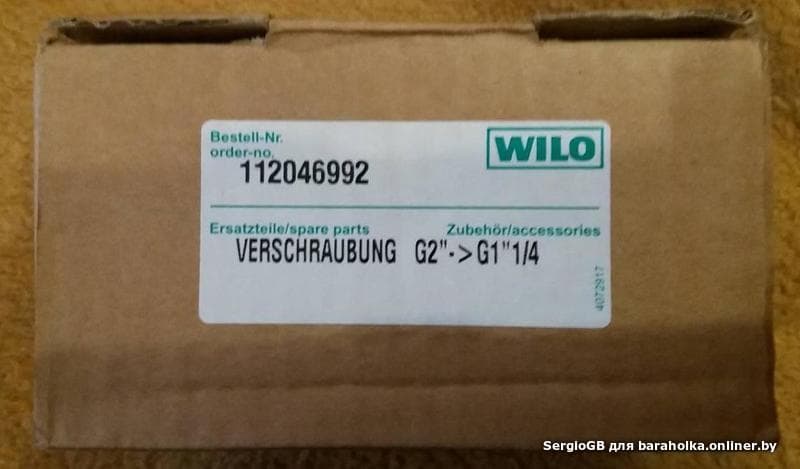 Bestell-Nr.
order-no.
112046992
WILO
Ersatzteile/spare parts Zubehör/accessories
VERSCHRAUBUNG G2"->G1"1/4
4072917
SergioGB для baraholka.onliner.by